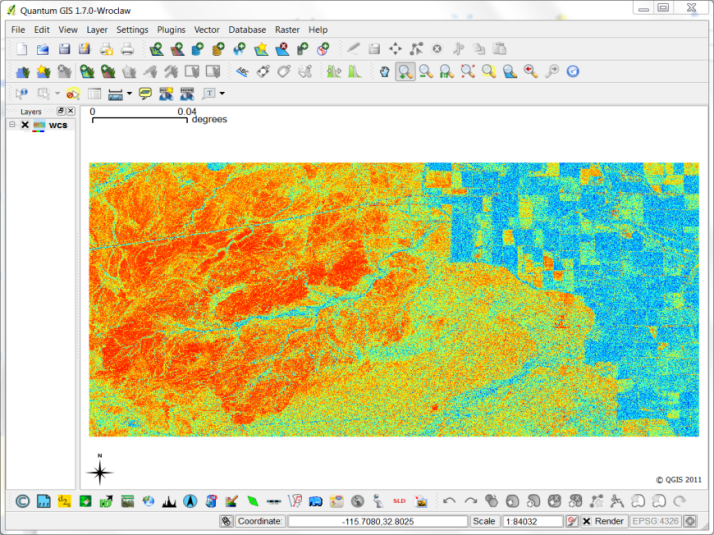 Quantum GIS 1.7.0-Wroclaw
File Edit View Layer Settings Plugins Vector Database Raster Help
Layers
wcs
0 0.04
degrees
N
© QGIS 2011
SLD
Coordinate: -115.7080,32.8025 Scale 1:84032 Render EPSG:4326